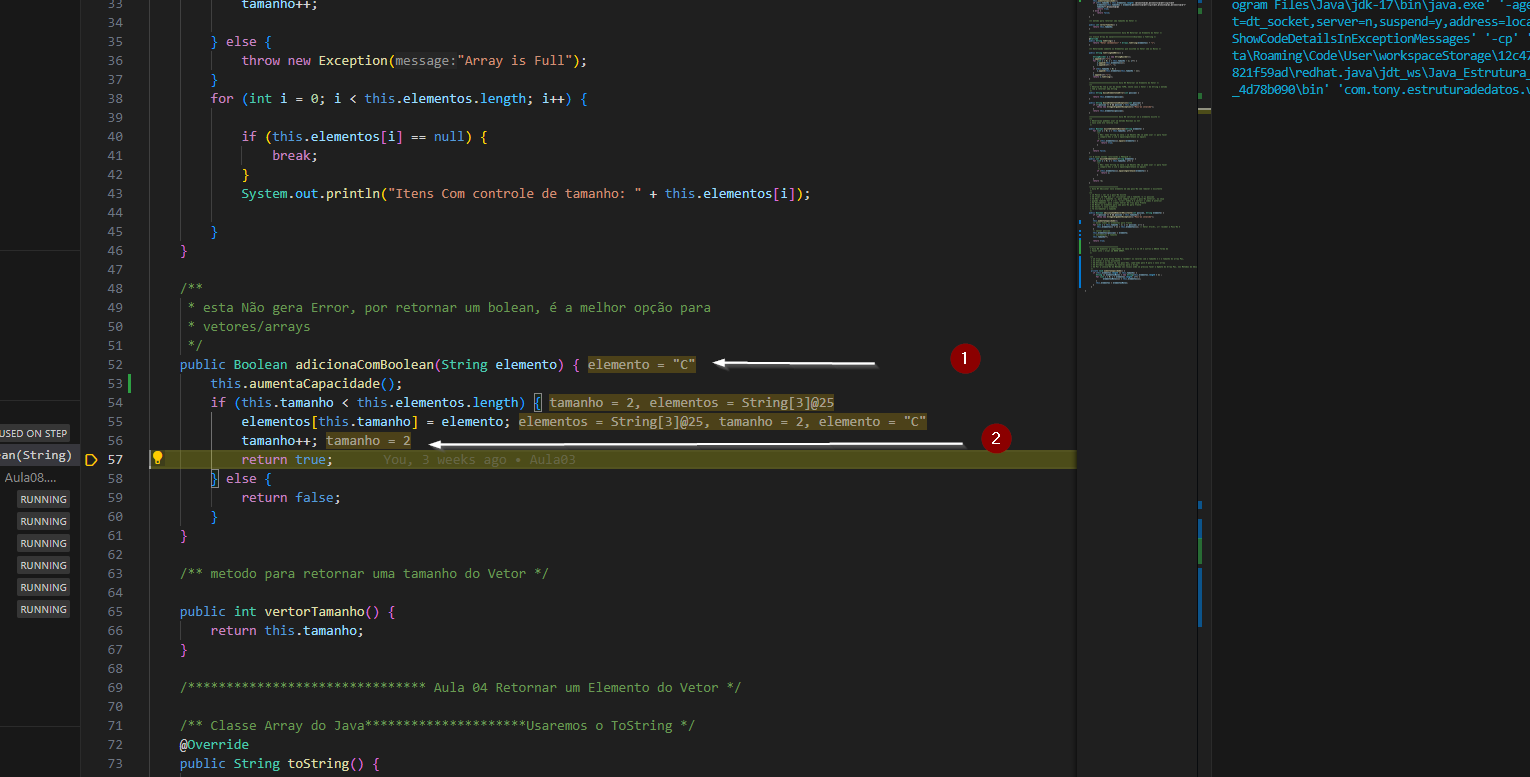 33 tamanho++;
34
35 } else {
36 throw new Exception(message:"Array is Full");
37 }
38 for (int i = 0; i < this.elementos.length; i++) {
39
40 if (this.elementos[i] == null) {
41 break;
42 }
43 System.out.println("Itens Com controle de tamanho: " + this.elementos[i]);
44
45 }
46 }
47
48 /**
49 * esta Não gera Error, por retornar um bolean, é a melhor opção para
50 * vetores/arrays
51 */
52 public Boolean adicionaComBoolean(String elemento) { elemento = "C"
1
53 this.aumentaCapacidade();
54 if (this.tamanho < this.elementos.length) { tamanho = 2, elementos = String[3]@25
55 elementos[this.tamanho] = elemento; elementos = String[3]@25, tamanho = 2, elemento = "C"
56 tamanho++; tamanho = 2
2
57 return true; You, 3 weeks ago • Aula03
58 } else {
59 return false;
60 }
61 }
62
63 /** metodo para retornar uma tamanho do Vetor */
64
65 public int vertorTamanho() {
66 return this.tamanho;
67 }
68
69 /******************************* Aula 04 Retornar um Elemento do Vetor */
70
71 /** Classe Array do Java*********************Usaremos o ToString */
72 @Override
73 public String toString() {
USED ON STEP
ean(String)
Aula08....
RUNNING
RUNNING
RUNNING
RUNNING
RUNNING
RUNNING
ogram Files\Java\jdk-17\bin\java.exe' '-age
t=dt_socket,server=n,suspend=y,address=loca
ShowCodeDetailsInExceptionMessages' '-cp' '
ta\Roaming\Code\User\workspaceStorage\12c47
821f59ad\redhat.java\jdt_ws\Java_Estrutura_
_4d78b090\bin' 'com.tony.estruturadedatos.v